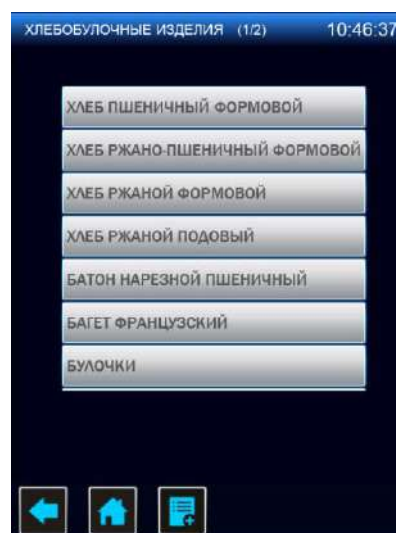 ХЛЕБОБУЛОЧНЫЕ ИЗДЕЛИЯ (1/2) 10:46:37
ХЛЕБ ПШЕНИЧНЫЙ ФОРМОВОЙ
ХЛЕБ РЖАНО-ПШЕНИЧНЫЙ ФОРМОВОЙ
ХЛЕБ РЖАНОЙ ФОРМОВОЙ
ХЛЕБ РЖАНОЙ ПОДОВЫЙ
БАТОН НАРЕЗНОЙ ПШЕНИЧНЫЙ
БАГЕТ ФРАНЦУЗСКИЙ
БУЛОЧКИ